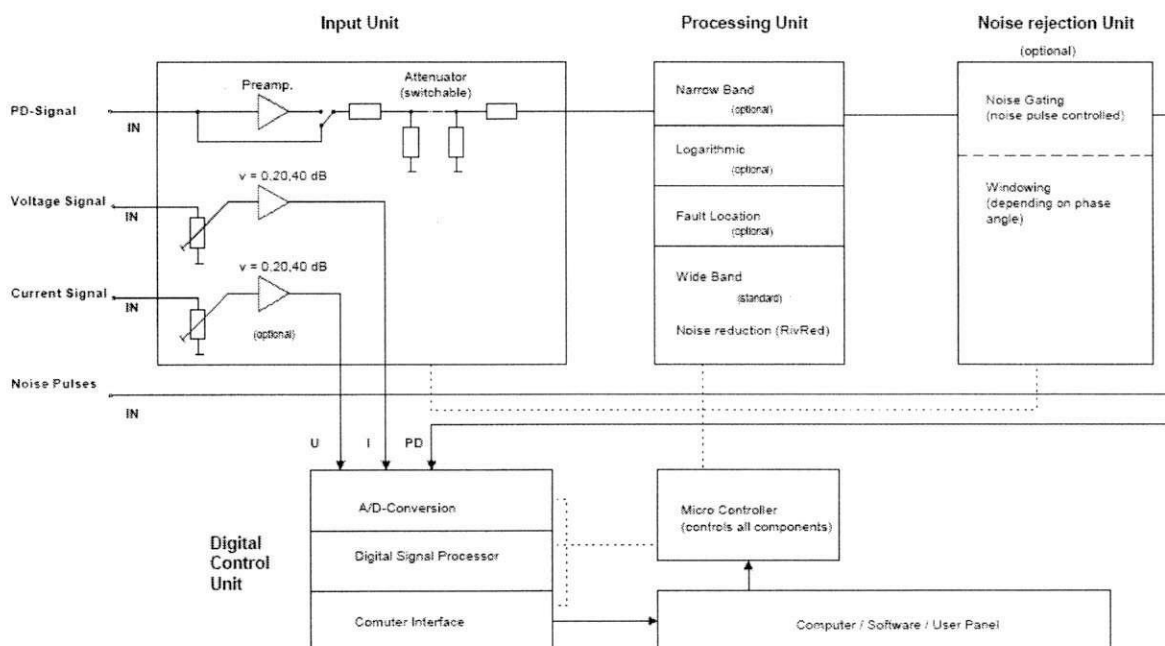 Input Unit
Processing Unit
Noise rejection Unit
(optional)
PD-Signal
IN
Preamp.
Attenuator
(switchable)
Voltage Signal
IN
v = 0,20,40 dB
Current Signal
IN
v = 0,20,40 dB
(optional)
Narrow Band
(optional)
Logarithmic
(optional)
Fault Location
(optional)
Wide Band
(standard)
Noise reduction (RivRed)
Noise Gating
(noise pulse controlled)
Windowing
(depending on phase
angle)
Noise Pulses
IN
U
I
PD
Digital
Control
Unit
A/D-Conversion
Digital Signal Processor
Comuter Interface
Micro Controller
(controls all components)
Computer / Software / User Panel